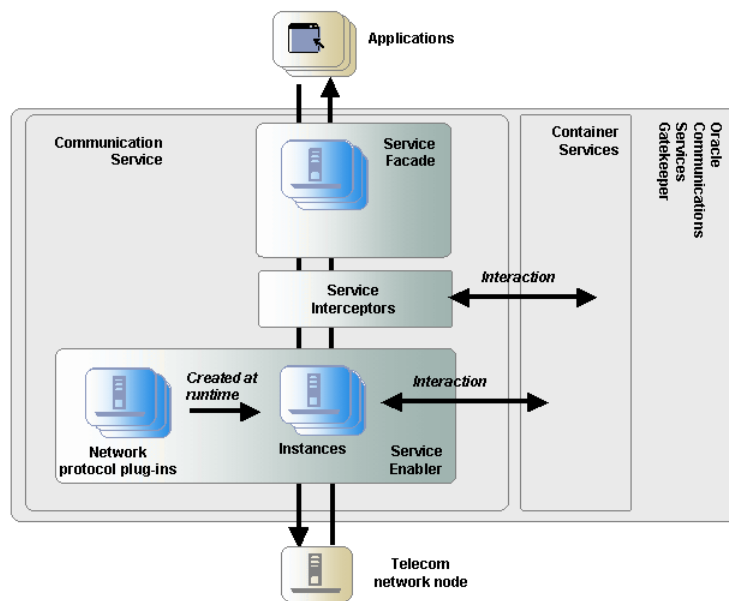 Applications
Communication
Service
Service
Facade
Container
Services
Oracle
Communications
Services
Gatekeeper
Service
Interceptors
Interaction
Created at
runtime
Interaction
Network
protocol plug-ins
Instances
Service
Enabler
Telecom
network node